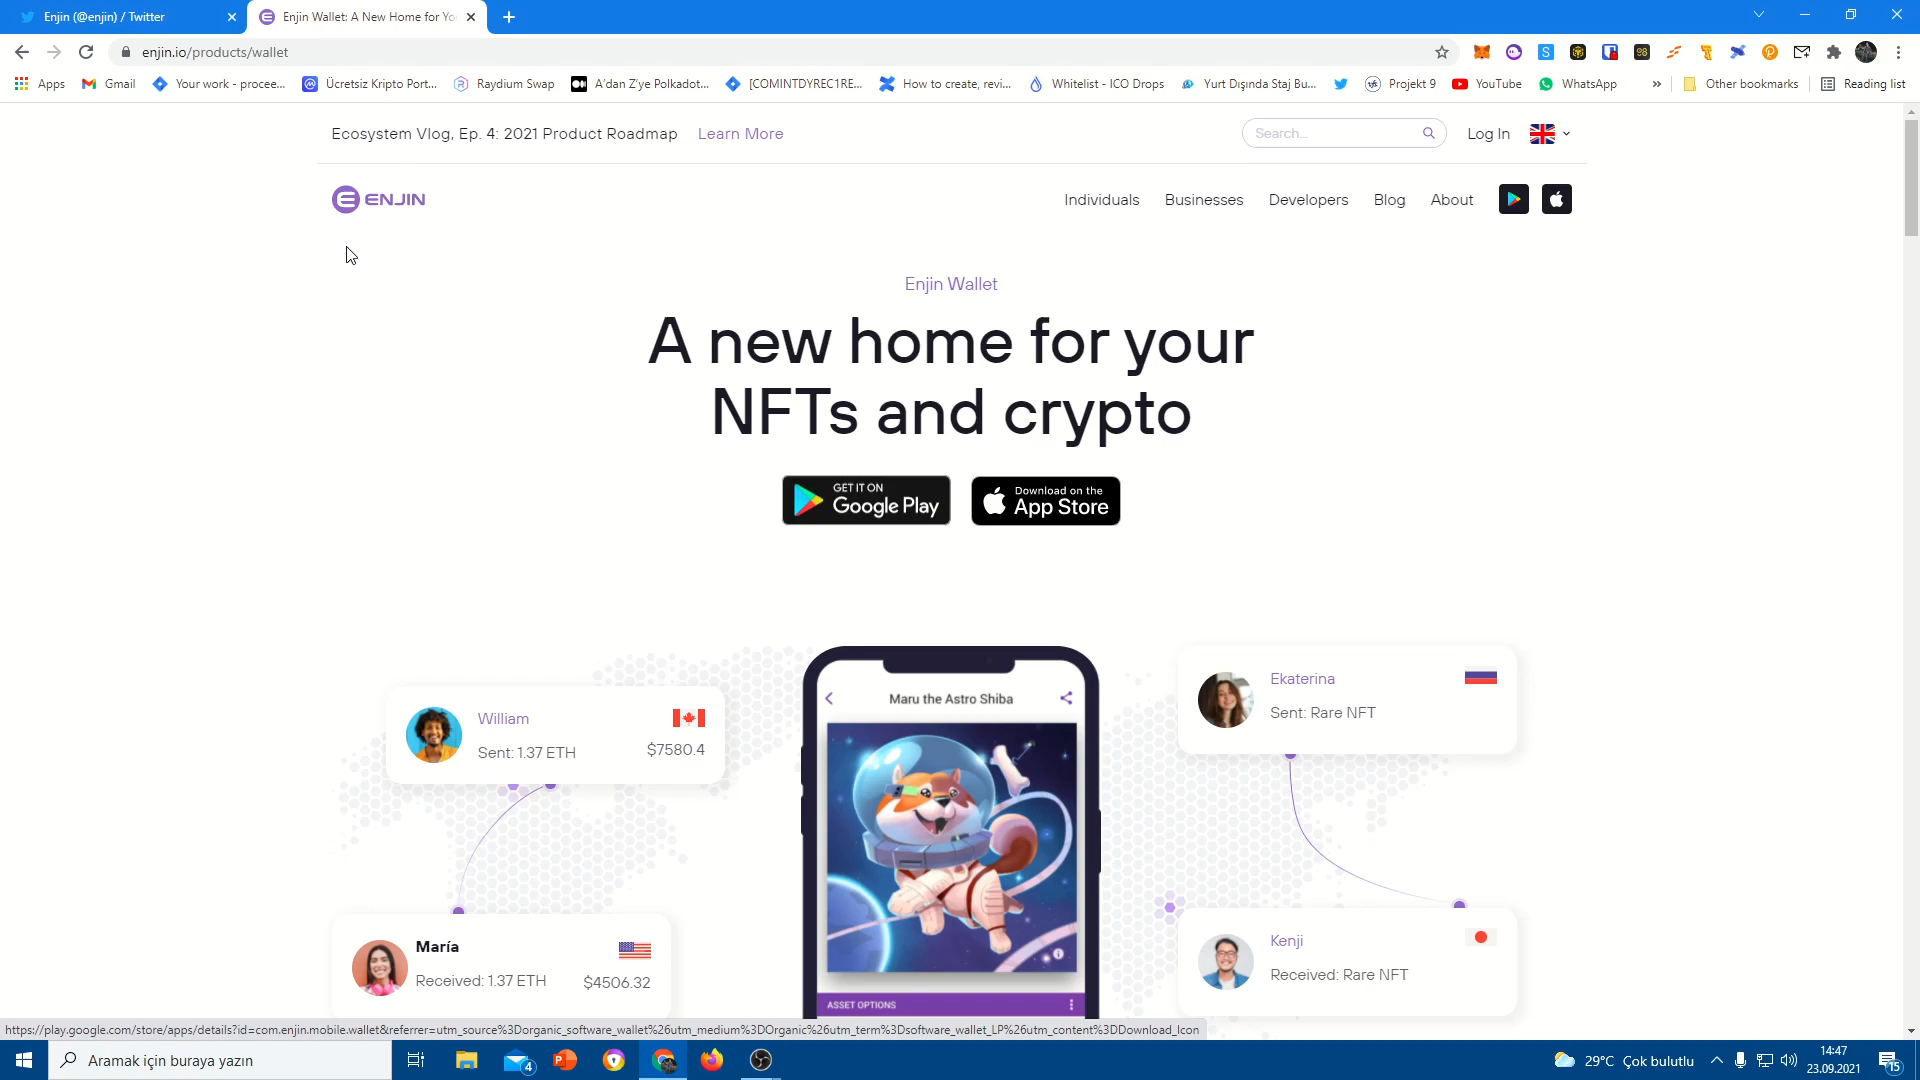 Enjin (@enjin) / Twitter
Enjin Wallet: A New Home for Yo
enjin.io/products/wallet
Apps
Gmail
Your work - procee...
Ücretsiz Kripto Port...
Raydium Swap
A'dan Z'ye Polkadot...
[COMINTDYREC1RE...
How to create, revi...
Whitelist - ICO Drops
Yurt Dışında Staj Bu...
Projekt 9
YouTube
WhatsApp
»
Other bookmarks
Reading list
Ecosystem Vlog, Ep. 4: 2021 Product Roadmap Learn More
Search...
Log In
ENJIN
Individuals
Businesses
Developers
Blog
About
Enjin Wallet
A new home for your
NFTs and crypto
GET IT ON
Google Play
Download on the
App Store
William
Sent: 1.37 ETH
$7580.4
Maru the Astro Shiba
Ekaterina
Sent: Rare NFT
María
Received: 1.37 ETH
$4506.32
ASSET OPTIONS
Kenji
Received: Rare NFT
https://play.google.com/store/apps/details?id=com.enjin.mobile.wallet&referrer=utm_source%3Dorganic_software_wallet%26utm_medium%3DOrganic%26utm_term%3Dsoftware_wallet_LP%26utm_content%3DDownload_Icon
Aramak için buraya yazın
4
29°C Çok bulutlu
14:47
23.09.2021
15